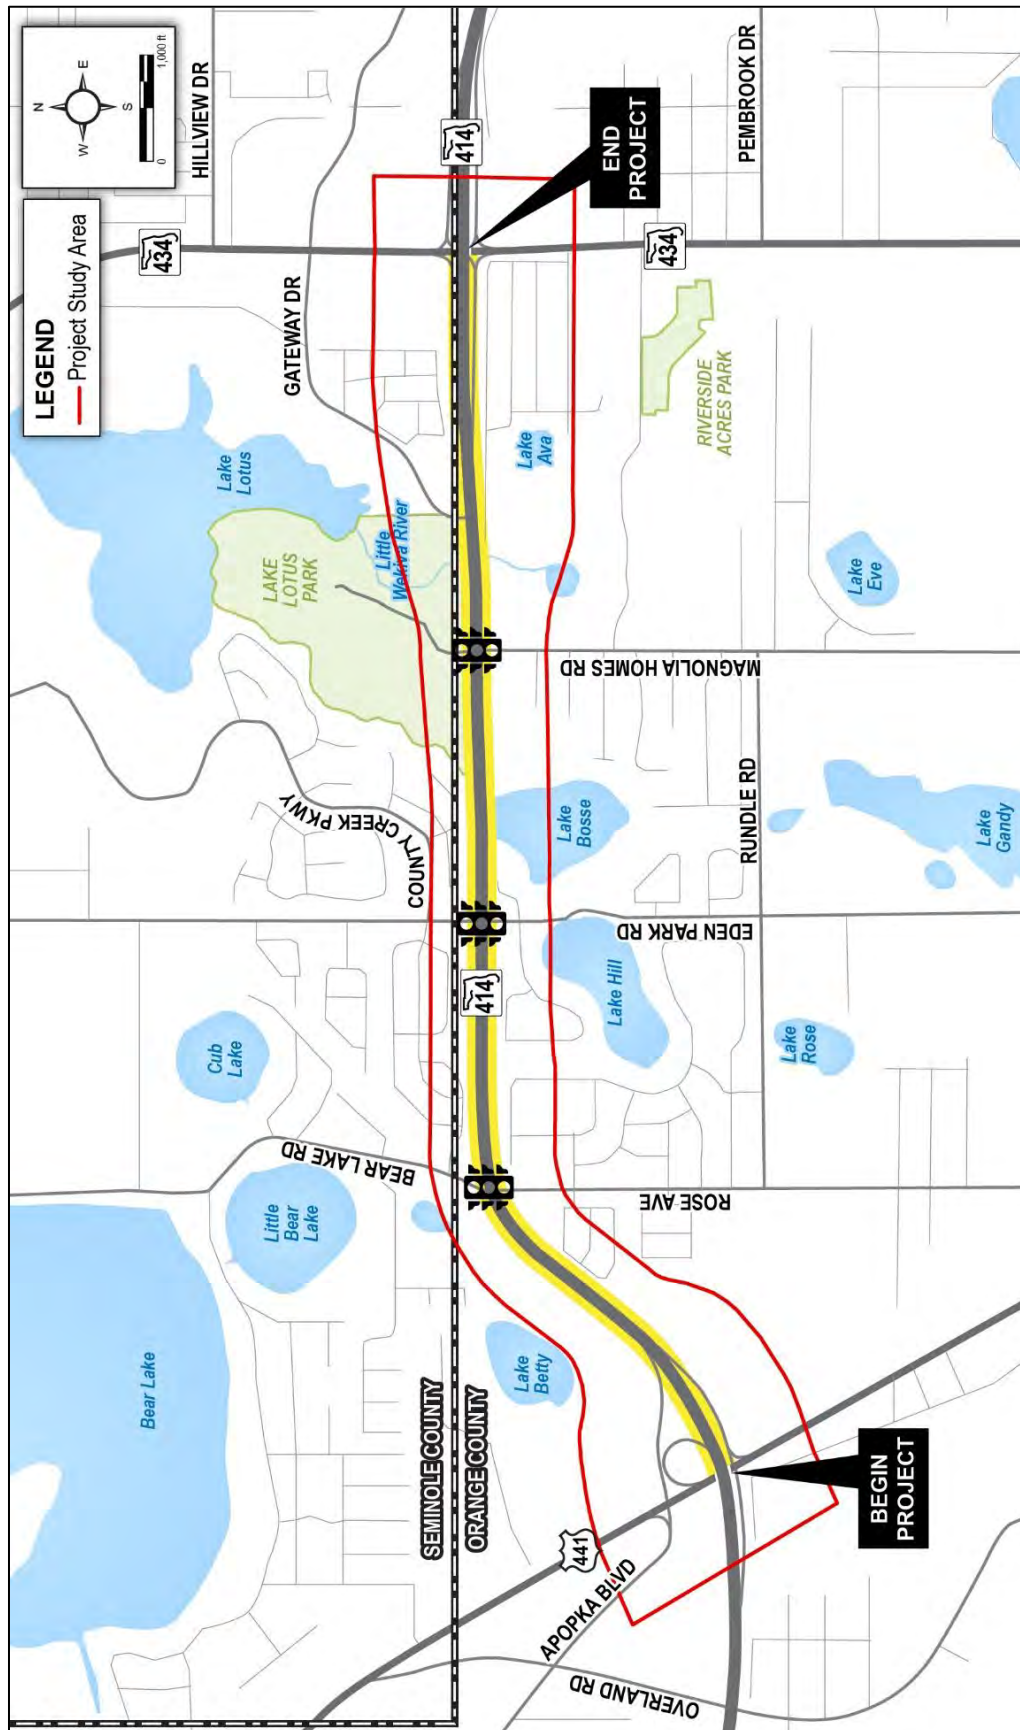 LEGEND
Project Study Area
N
W
E
S
0
1,000 ft
HILLVIEW DR
434
GATEWAY DR
Lake
Lotus
LAKE
LOTUS
PARK
Little
Wekiva River
COUNTY CREEK PKWY
Cub
Lake
BEAR LAKE RD
Little
Bear
Lake
Bear Lake
SEMINOLE COUNTY
ORANGE COUNTY
414
END
PROJECT
PEMBROOK DR
434
RIVERSIDE
ACRES PARK
Lake
Ava
Lake
Eve
MAGNOLIA HOMES RD
RUNDLE RD
Lake
Bosse
Lake
Gandy
EDEN PARK RD
414
Lake Hill
Lake
Rose
ROSE AVE
Lake
Betty
441
APOPKA BLVD
OVERLAND RD
BEGIN
PROJECT